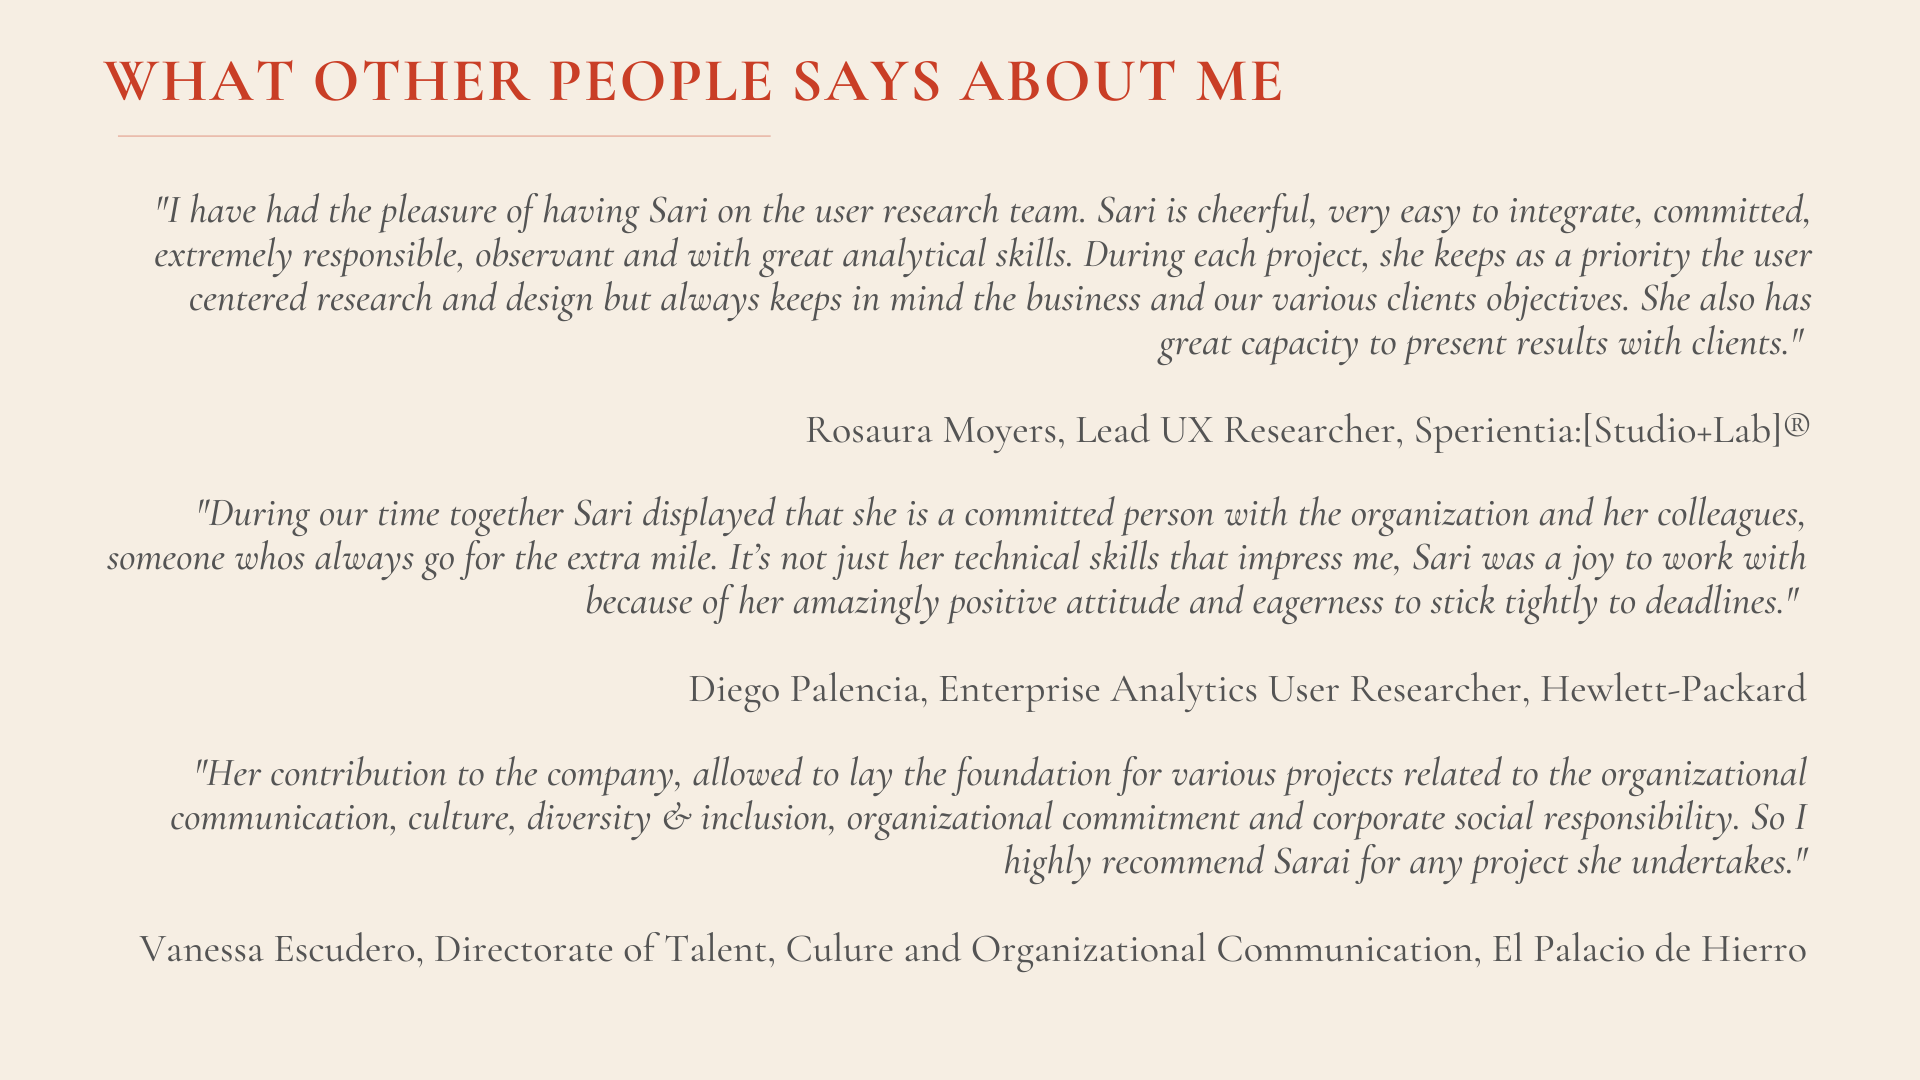 WHAT OTHER PEOPLE SAYS ABOUT ME
"I have had the pleasure of having Sari on the user research team. Sari is cheerful, very easy to integrate, committed,
extremely responsible, observant and with great analytical skills. During each project, she keeps as a priority the user
centered research and design but always keeps in mind the business and our various clients objectives. She also has
great capacity to present results with clients."
Rosaura Moyers, Lead UX Researcher, Sperientia:[Studio+Lab]®
"During our time together Sari displayed that she is a committed person with the organization and her colleagues,
someone whos always go for the extra mile. It’s not just her technical skills that impress me, Sari was a joy to work with
because of her amazingly positive attitude and eagerness to stick tightly to deadlines."
Diego Palencia, Enterprise Analytics User Researcher, Hewlett-Packard
"Her contribution to the company, allowed to lay the foundation for various projects related to the organizational
communication, culture, diversity & inclusion, organizational commitment and corporate social responsibility. So I
highly recommend Sarai for any project she undertakes."
Vanessa Escudero, Directorate of Talent, Culure and Organizational Communication, El Palacio de Hierro